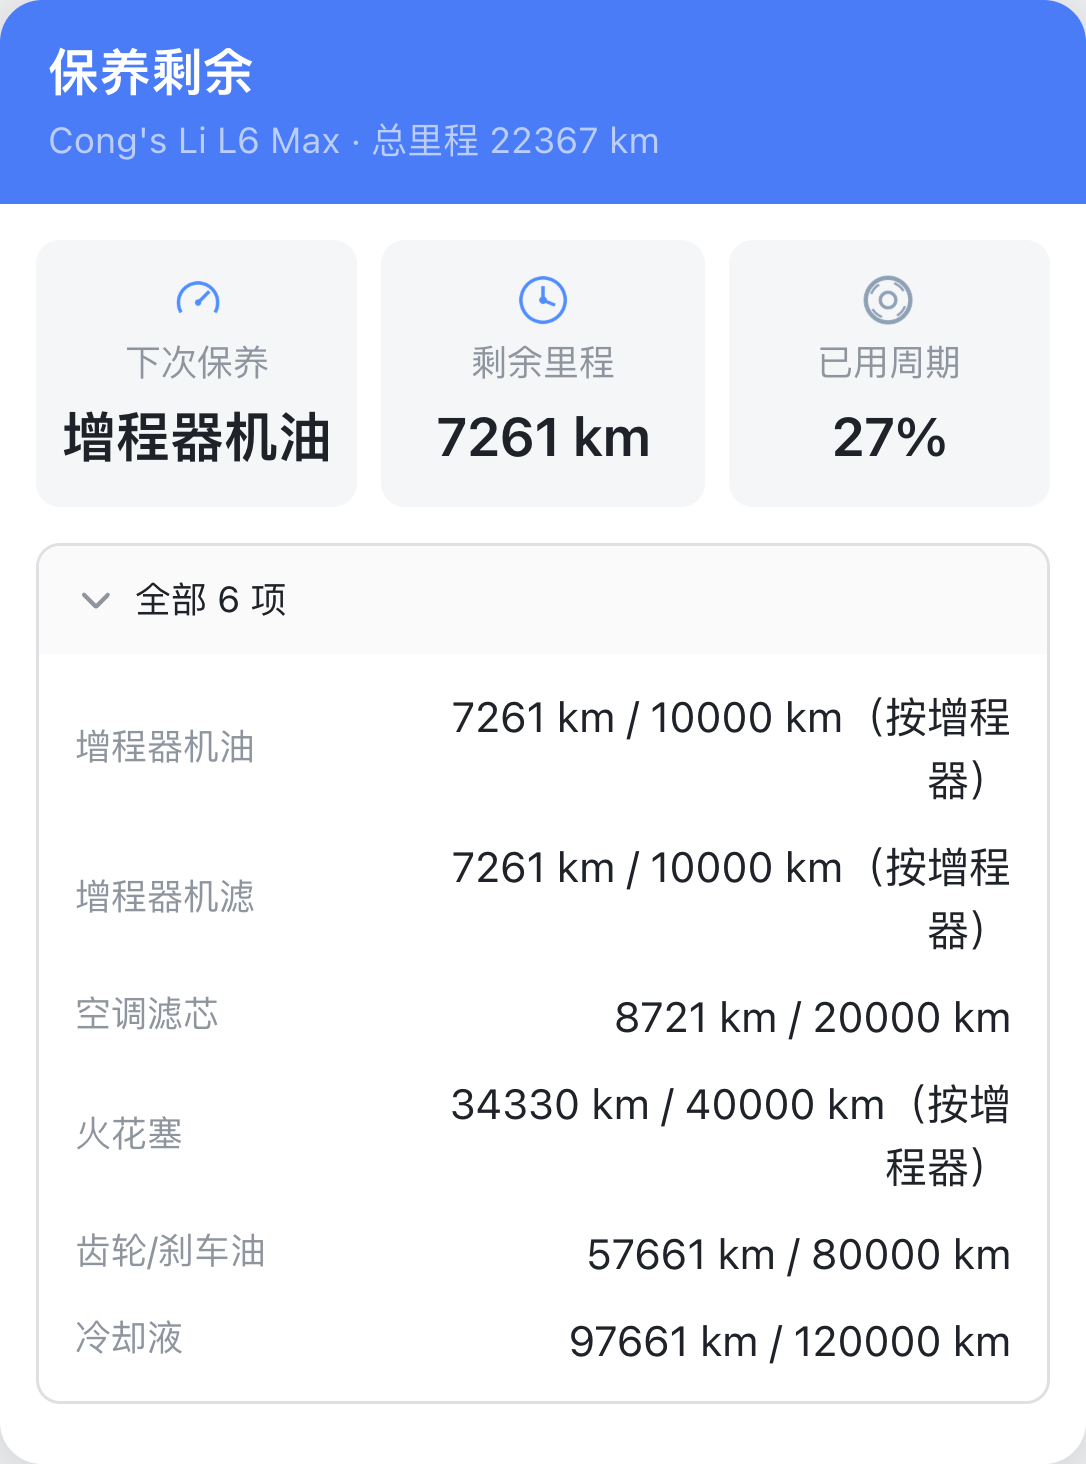 保养剩余
Cong's Li L6 Max · 总里程 22367 km
下次保养
增程器机油
剩余里程
7261 km
已用周期
27%
全部 6 项
增程器机油
7261 km / 10000 km（按增程
器）
增程器机滤
7261 km / 10000 km（按增程
器）
空调滤芯
8721 km / 20000 km
火花塞
34330 km / 40000 km（按增
程器）
齿轮/刹车油
57661 km / 80000 km
冷却液
97661 km / 120000 km